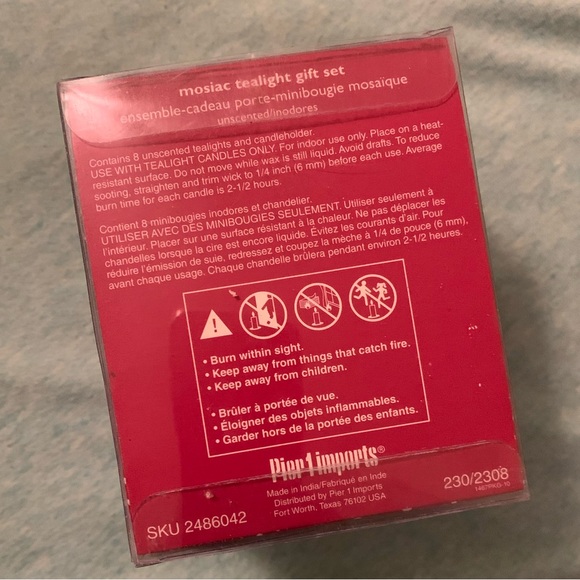 mosiac tealight gift set
ensemble-cadeau porte-minibougie mosaïque
unscented/inodores
Contains 8 unscented tealights and candleholder.
USE WITH TEALIGHT CANDLES ONLY. For indoor use only. Place on a heat-
resistant surface. Do not move while wax is still liquid. Avoid drafts. To reduce
sooting, straighten and trim wick to 1/4 inch (6 mm) before each use. Average
burn time for each candle is 2-1/2 hours.
Contient 8 minibougies inodores et chandelier.
UTILISER AVEC DES MINIBOUGIES SEULEMENT. Utiliser seulement à
l'intérieur. Placer sur une surface résistant à la chaleur. Ne pas déplacer les
chandelles lorsque la cire est encore liquide. Évitez les courants d'air. Pour
réduire l'émission de suie, redressez et coupez la mèche à 1/4 de pouce (6 mm).
avant chaque usage. Chaque chandelle brûlera pendant environ 2-1/2 heures.
• Burn within sight.
• Keep away from things that catch fire.
• Keep away from children.
• Brûler à portée de vue.
• Éloigner des objets inflammables.
• Garder hors de la portée des enfants.
Pier 1 imports®
Made in India/Fabriqué en Inde
Distributed by Pier 1 Imports
Fort Worth, Texas 76102 USA
SKU 2486042
230/2308